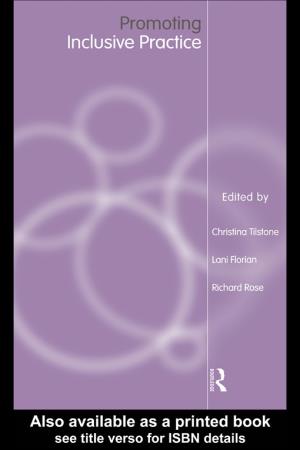 Promoting
Inclusive Practice
Edited by
Christina Tilstone
Lani Florian
Richard Rose
ROUTLEDGE
Also available as a printed book
see title verso for ISBN details